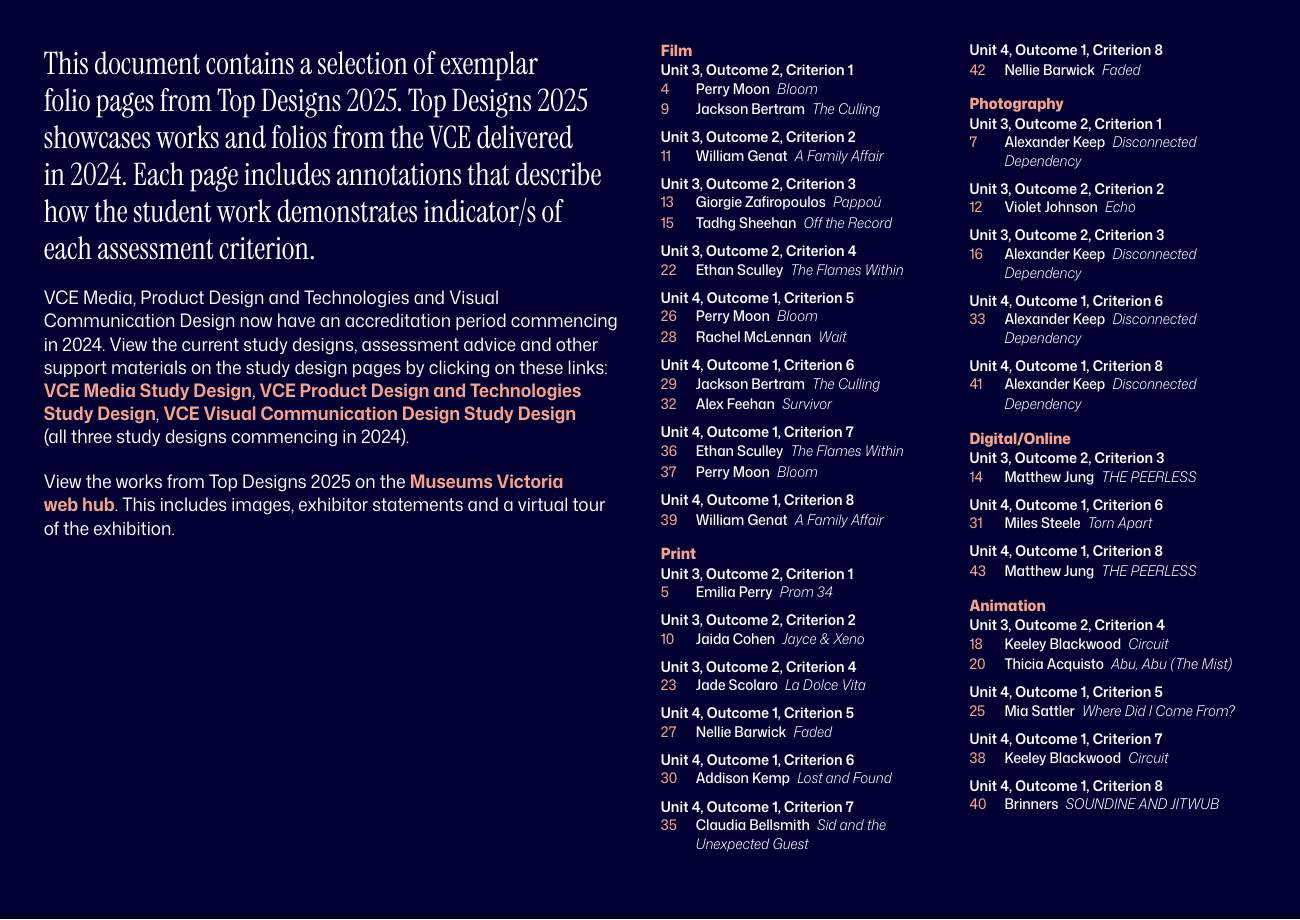 This document contains a selection of exemplar
folio pages from Top Designs 2025. Top Designs 2025
showcases works and folios from the VCE delivered
in 2024. Each page includes annotations that describe
how the student work demonstrates indicator/s of
each assessment criterion.
VCE Media, Product Design and Technologies and Visual
Communication Design now have an accreditation period commencing
in 2024. View the current study designs, assessment advice and other
support materials on the study design pages by clicking on these links:
VCE Media Study Design, VCE Product Design and Technologies
Study Design, VCE Visual Communication Design Study Design
(all three study designs commencing in 2024).
View the works from Top Designs 2025 on the Museums Victoria
web hub. This includes images, exhibitor statements and a virtual tour
of the exhibition.
Film
Unit 3, Outcome 2, Criterion 1
4 Perry Moon Bloom
9 Jackson Bertram The Culling
Unit 3, Outcome 2, Criterion 2
11 William Genat A Family Affair
Unit 3, Outcome 2, Criterion 3
13 Giorgie Zafiropoulos Pappoú
15 Tadhg Sheehan Off the Record
Unit 3, Outcome 2, Criterion 4
22 Ethan Sculley The Flames Within
Unit 4, Outcome 1, Criterion 5
26 Perry Moon Bloom
28 Rachel McLennan Wait
Unit 4, Outcome 1, Criterion 6
29 Jackson Bertram The Culling
32 Alex Feehan Survivor
Unit 4, Outcome 1, Criterion 7
36 Ethan Sculley The Flames Within
37 Perry Moon Bloom
Unit 4, Outcome 1, Criterion 8
39 William Genat A Family Affair
Print
Unit 3, Outcome 2, Criterion 1
5 Emilia Perry Prom 34
Unit 3, Outcome 2, Criterion 2
10 Jaida Cohen Jayce & Xeno
Unit 3, Outcome 2, Criterion 4
23 Jade Scolaro La Dolce Vita
Unit 4, Outcome 1, Criterion 5
27 Nellie Barwick Faded
Unit 4, Outcome 1, Criterion 6
30 Addison Kemp Lost and Found
Unit 4, Outcome 1, Criterion 7
35 Claudia Bellsmith Sid and the
Unexpected Guest
Unit 4, Outcome 1, Criterion 8
42 Nellie Barwick Faded
Photography
Unit 3, Outcome 2, Criterion 1
7 Alexander Keep Disconnected
Dependency
Unit 3, Outcome 2, Criterion 2
12 Violet Johnson Echo
Unit 3, Outcome 2, Criterion 3
16 Alexander Keep Disconnected
Dependency
Unit 4, Outcome 1, Criterion 6
33 Alexander Keep Disconnected
Dependency
Unit 4, Outcome 1, Criterion 8
41 Alexander Keep Disconnected
Dependency
Digital/Online
Unit 3, Outcome 2, Criterion 3
14 Matthew Jung THE PEERLESS
Unit 4, Outcome 1, Criterion 6
31 Miles Steele Torn Apart
Unit 4, Outcome 1, Criterion 8
43 Matthew Jung THE PEERLESS
Animation
Unit 3, Outcome 2, Criterion 4
18 Keeley Blackwood Circuit
20 Thicia Acquisto Abu, Abu (The Mist)
Unit 4, Outcome 1, Criterion 5
25 Mia Sattler Where Did I Come From?
Unit 4, Outcome 1, Criterion 7
38 Keeley Blackwood Circuit
Unit 4, Outcome 1, Criterion 8
40 Brinners SOUNDINE AND JITWUB